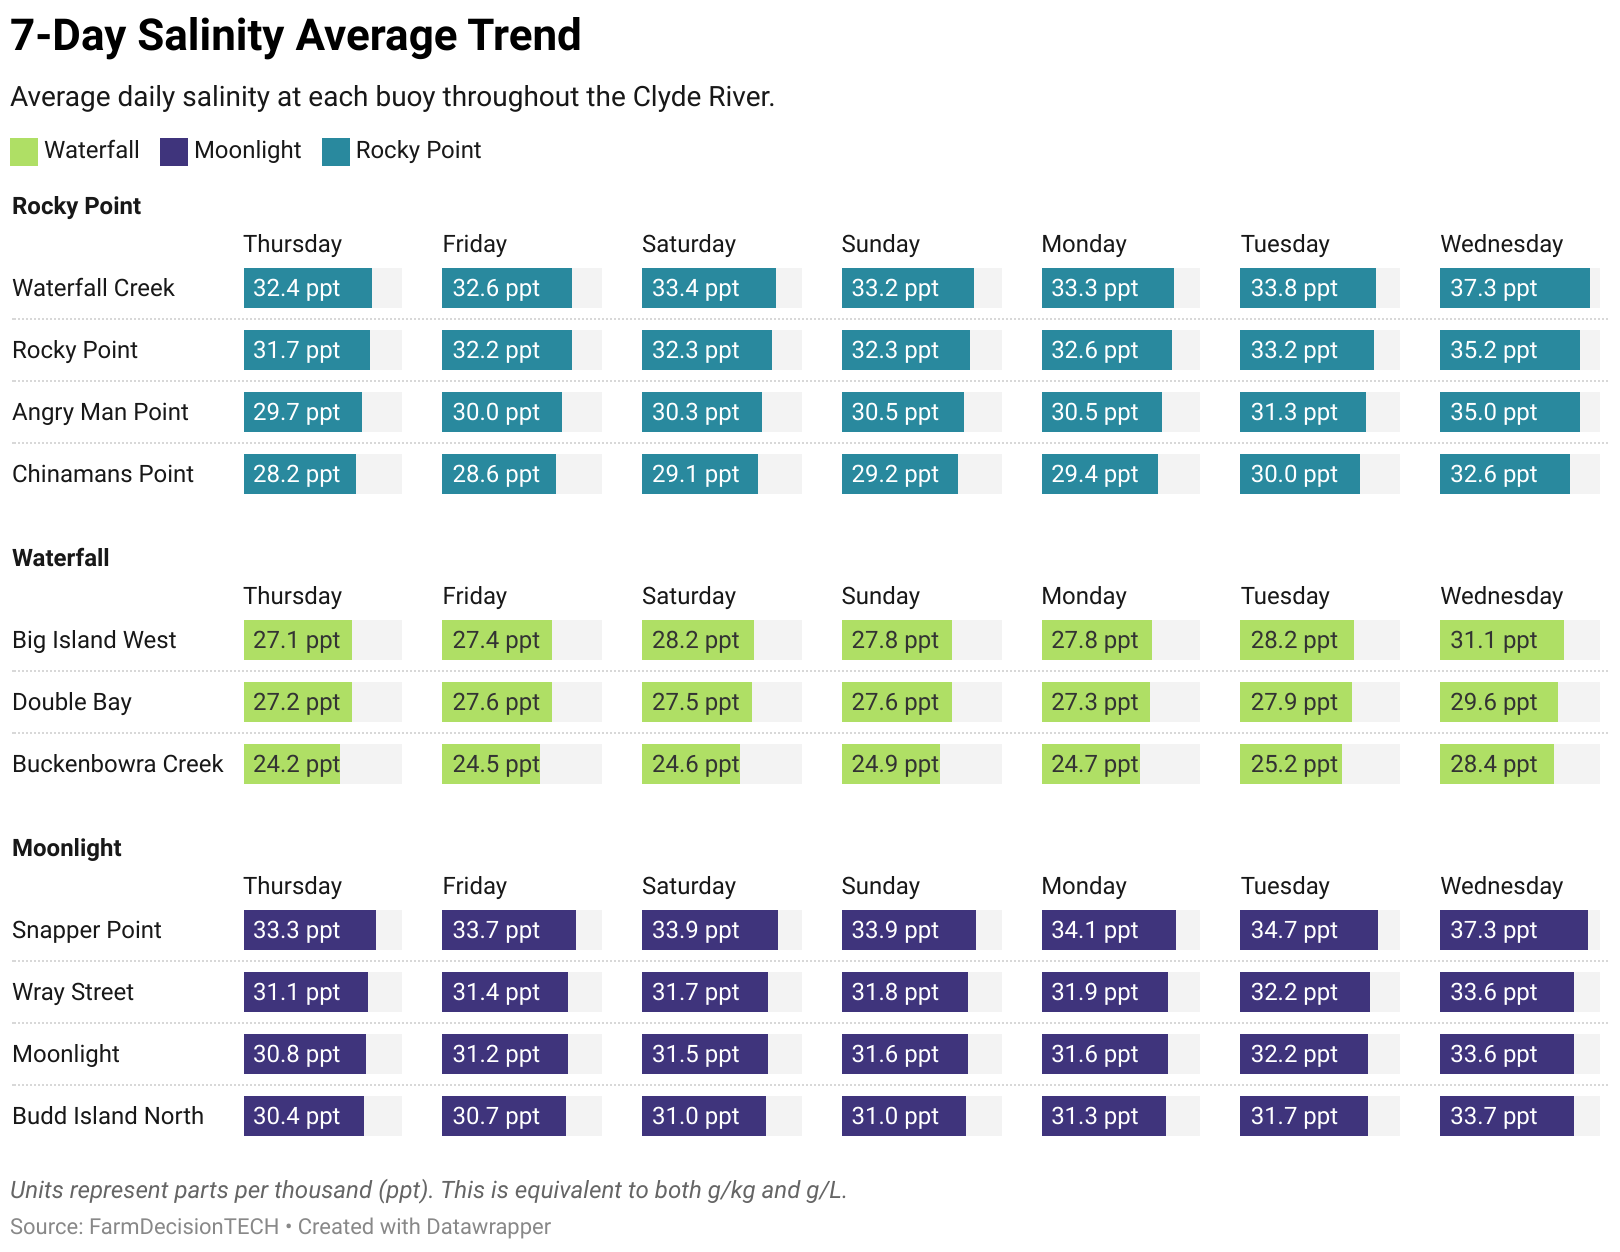 7-Day Salinity Average Trend
Average daily salinity at each buoy throughout the Clyde River.
Waterfall Moonlight Rocky Point
Rocky Point
Thursday Friday Saturday Sunday Monday Tuesday Wednesday
Waterfall Creek 32.4 ppt 32.6 ppt 33.4 ppt 33.2 ppt 33.3 ppt 33.8 ppt 37.3 ppt
Rocky Point 31.7 ppt 32.2 ppt 32.3 ppt 32.3 ppt 32.6 ppt 33.2 ppt 35.2 ppt
Angry Man Point 29.7 ppt 30.0 ppt 30.3 ppt 30.5 ppt 30.5 ppt 31.3 ppt 35.0 ppt
Chinamans Point 28.2 ppt 28.6 ppt 29.1 ppt 29.2 ppt 29.4 ppt 30.0 ppt 32.6 ppt
Waterfall
Thursday Friday Saturday Sunday Monday Tuesday Wednesday
Big Island West 27.1 ppt 27.4 ppt 28.2 ppt 27.8 ppt 27.8 ppt 28.2 ppt 31.1 ppt
Double Bay 27.2 ppt 27.6 ppt 27.5 ppt 27.6 ppt 27.3 ppt 27.9 ppt 29.6 ppt
Buckenbowra Creek 24.2 ppt 24.5 ppt 24.6 ppt 24.9 ppt 24.7 ppt 25.2 ppt 28.4 ppt
Moonlight
Thursday Friday Saturday Sunday Monday Tuesday Wednesday
Snapper Point 33.3 ppt 33.7 ppt 33.9 ppt 33.9 ppt 34.1 ppt 34.7 ppt 37.3 ppt
Wray Street 31.1 ppt 31.4 ppt 31.7 ppt 31.8 ppt 31.9 ppt 32.2 ppt 33.6 ppt
Moonlight 30.8 ppt 31.2 ppt 31.5 ppt 31.6 ppt 31.6 ppt 32.2 ppt 33.6 ppt
Budd Island North 30.4 ppt 30.7 ppt 31.0 ppt 31.0 ppt 31.3 ppt 31.7 ppt 33.7 ppt
Units represent parts per thousand (ppt). This is equivalent to both g/kg and g/L.
Source: FarmDecisionTECH • Created with Datawrapper